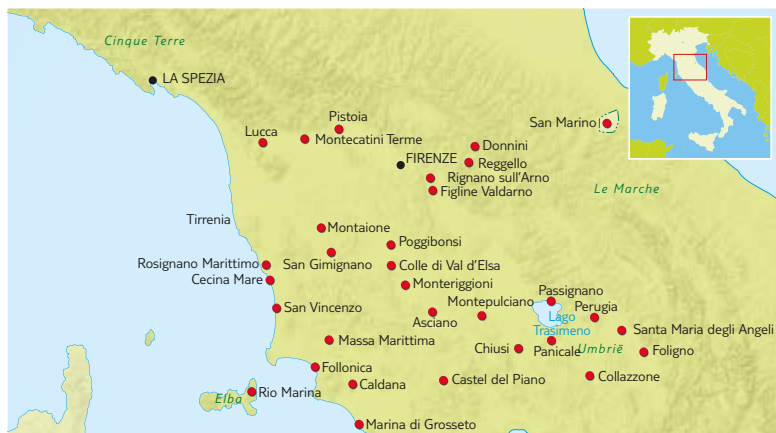 Cinque Terre
LA SPEZIA
Pistoia
San Marino
Lucca
Montecatini Terme
Donnini
FIRENZE
Reggello
Rignano sull'Arno
Le Marche
Figline Valdarno
Tirrenia
Montaione
Poggibonsi
Rosignano Marittimo
San Gimignano
Colle di Val d'Elsa
Cecina Mare
Monteriggioni
Passignano
Montepulciano
San Vincenzo
Perugia
Asciano
Lago
Trasimeno
Santa Maria degli Angeli
Massa Marittima
Chiusi
Panicale
Umbrië
Foligno
Follonica
Caldana
Castel del Piano
Collazzone
Elba
Rio Marina
Marina di Grosseto